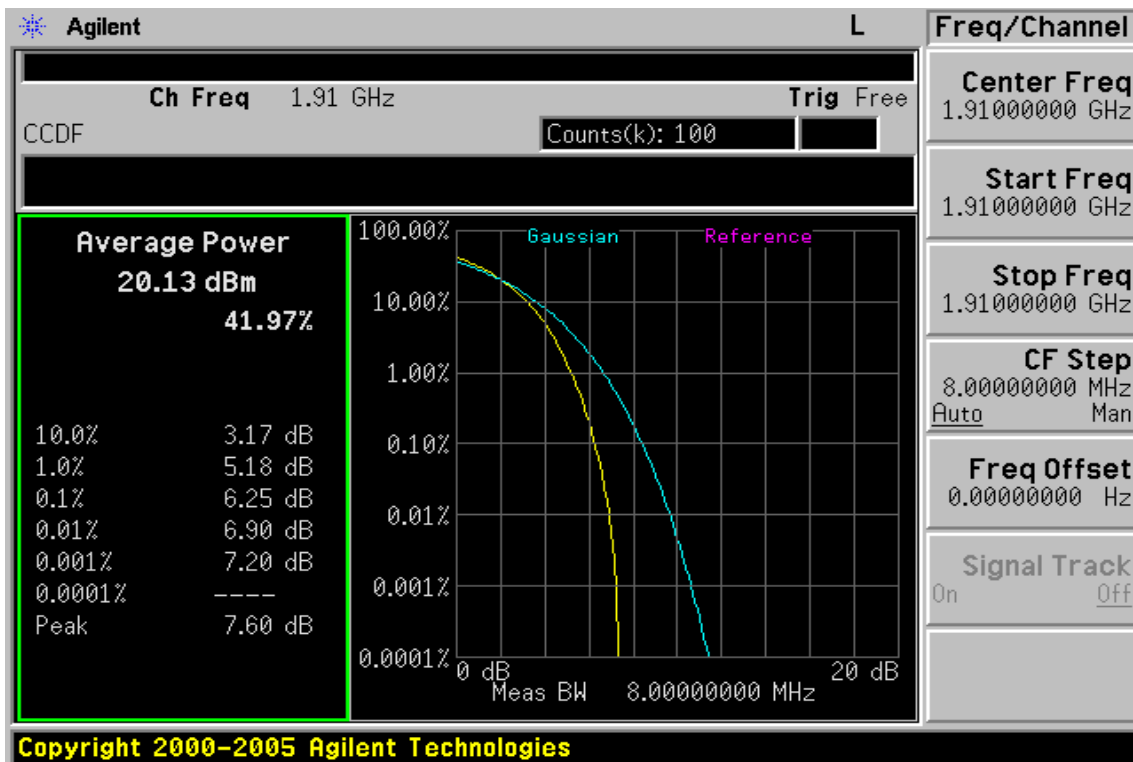 Agilent L
Ch Freq 1.91 GHz Trig Free
CCDF Counts(k): 100
Average Power
20.13 dBm
41.97%
10.0% 3.17 dB
1.0% 5.18 dB
0.1% 6.25 dB
0.01% 6.90 dB
0.001% 7.20 dB
0.0001% ----
Peak 7.60 dB
Gaussian Reference
100.00%
10.00%
1.00%
0.10%
0.01%
0.001%
0.0001%
0 dB 20 dB
Meas BW 8.00000000 MHz
Freq/Channel
Center Freq
1.91000000 GHz
Start Freq
1.91000000 GHz
Stop Freq
1.91000000 GHz
CF Step
8.00000000 MHz
Auto Man
Freq Offset
0.00000000 Hz
Signal Track
On Off
Copyright 2000-2005 Agilent Technologies